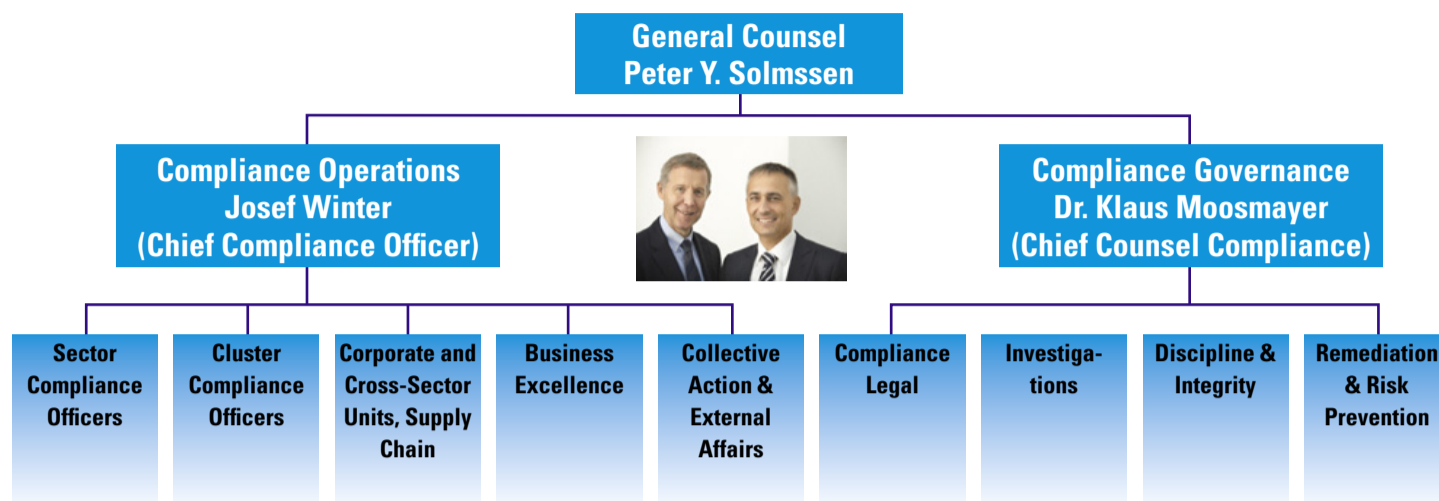 General Counsel
Peter Y. Solmssen
Compliance Operations
Josef Winter
(Chief Compliance Officer)
Compliance Governance
Dr. Klaus Moosmayer
(Chief Counsel Compliance)
Sector
Compliance
Officers
Cluster
Compliance
Officers
Corporate and
Cross-Sector
Units, Supply
Chain
Business
Excellence
Collective
Action &
External
Affairs
Compliance
Legal
Investiga-
tions
Discipline &
Integrity
Remediation
& Risk
Prevention